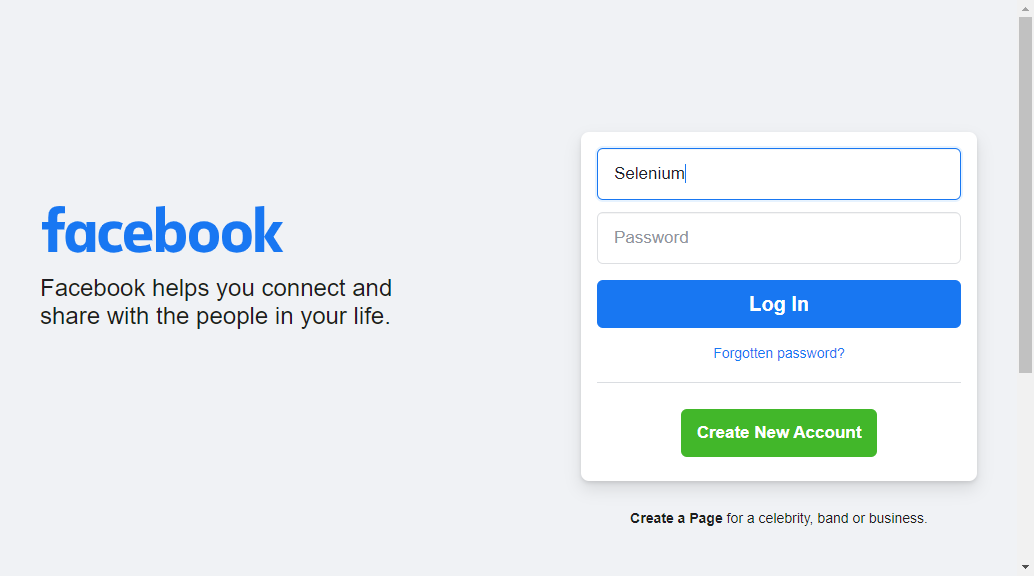 facebook
Facebook helps you connect and
share with the people in your life.
Selenium
Password
Log In
Forgotten password?
Create New Account
Create a Page for a celebrity, band or business.